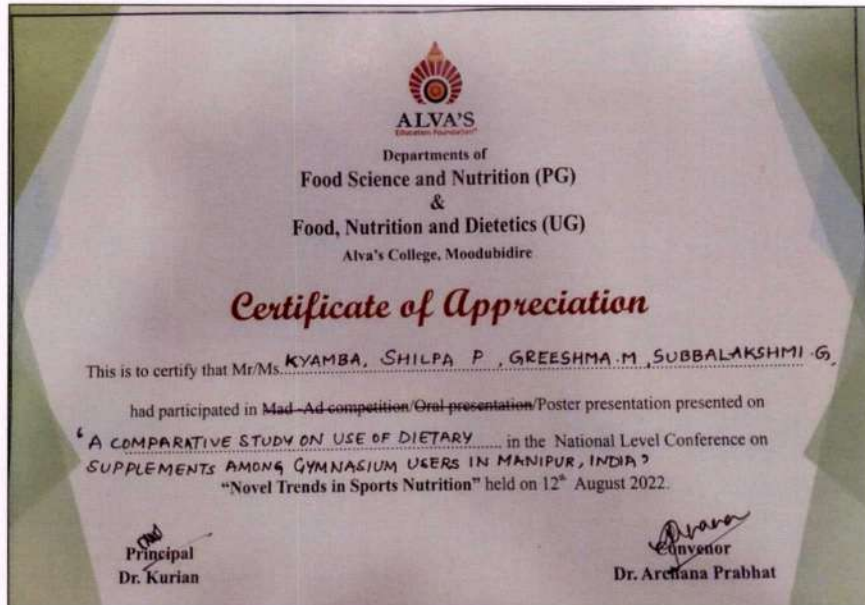 ALVA'S
Education Foundation®
Departments of
Food Science and Nutrition (PG)
&
Food, Nutrition and Dietetics (UG)
Alva's College, Moodubidire
Certificate of Appreciation
This is to certify that Mr/Ms. KYAMBA, SHILPA P, GREESHMA.M, SUBBALAKSHMI.G,
had participated in Mad-Ad competition/Oral presentation/Poster presentation presented on
‘A COMPARATIVE STUDY ON USE OF DIETARY in the National Level Conference on
SUPPLEMENTS AMONG GYMNASIUM USERS IN MANIPUR, INDIA’
“Novel Trends in Sports Nutrition” held on 12th August 2022.
Principal
Dr. Kurian
Convenor
Dr. Archana Prabhat